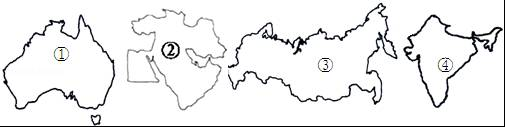 ① ② ③ ④